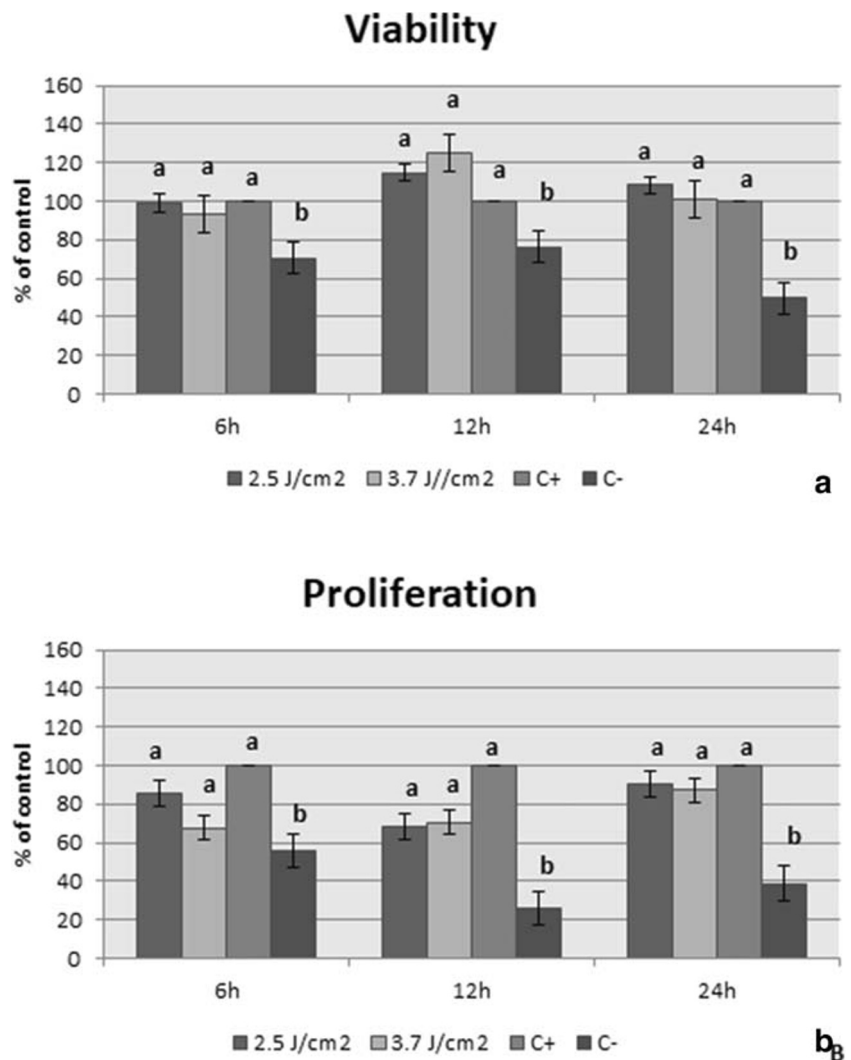 Viability
% of control
160
140
120
100
80
60
40
20
0
a a a b
a a a b
a a a b
6h 12h 24h
2.5 J/cm2 3.7 J//cm2 C+ C-
a
Proliferation
% of control
160
140
120
100
80
60
40
20
0
a a a b
a a a b
a a a b
6h 12h 24h
2.5 J/cm2 3.7 J/cm2 C+ C-
b B